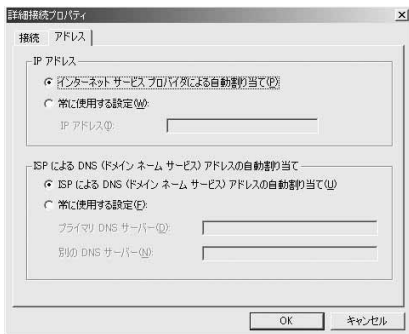 詳細接続プロパティ
接続 アドレス
IP アドレス
インターネット サービス プロバイダによる自動割り当て(P)
常に使用する設定(W):
IP アドレス(I):
ISP による DNS (ドメイン ネーム サービス) アドレスの自動割り当て
ISP による DNS (ドメイン ネーム サービス) アドレスの自動割り当て(U)
常に使用する設定(F):
プライマリ DNS サーバー(D):
別の DNS サーバー(N):
OK キャンセル